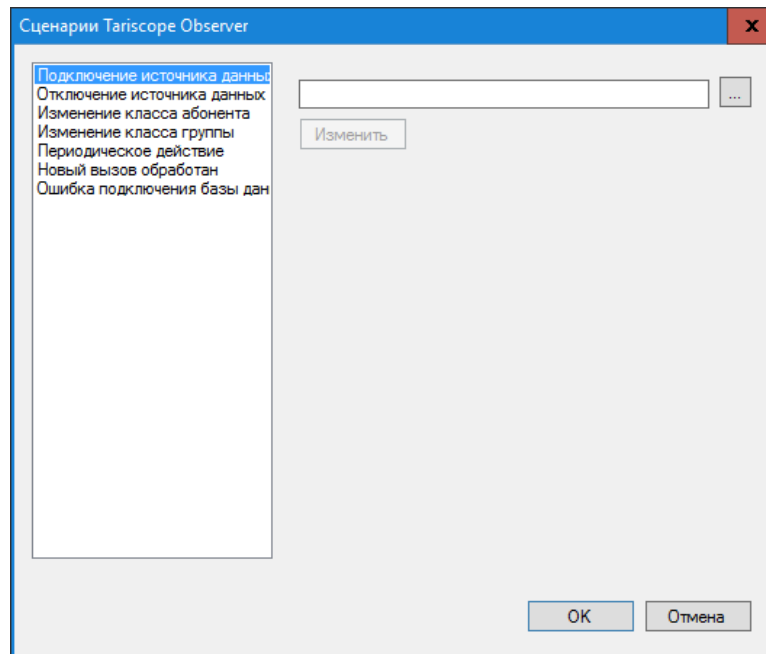 Сценарии Tariscope Observer
x
Подключение источника данны
Отключение источника данных
Изменение класса абонента
Изменение класса группы
Периодическое действие
Новый вызов обработан
Ошибка подключения базы дан
...
Изменить
OK
Отмена